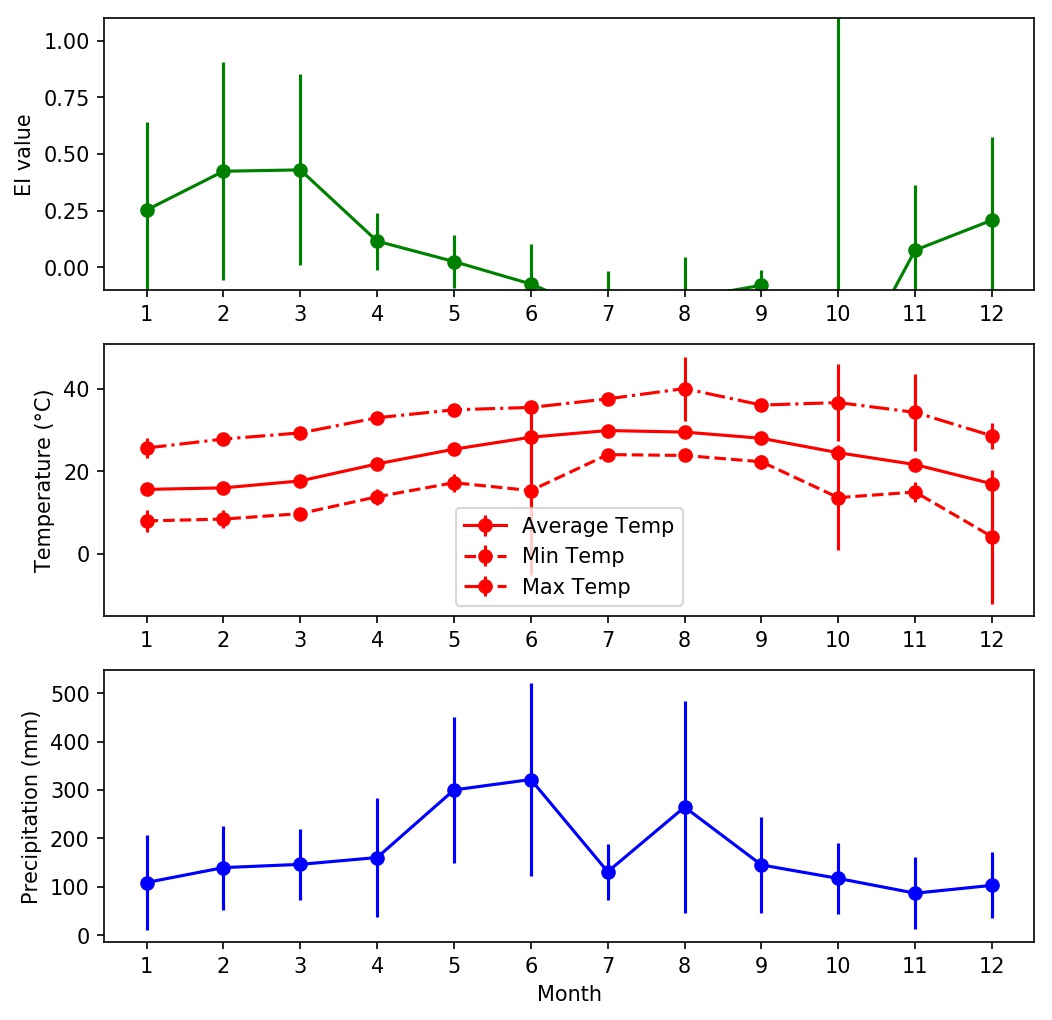 EI value
1.00
0.75
0.50
0.25
0.00
1 2 3 4 5 6 7 8 9 10 11 12
Temperature (°C)
40
20
0
Average Temp
Min Temp
Max Temp
1 2 3 4 5 6 7 8 9 10 11 12
Precipitation (mm)
500
400
300
200
100
0
1 2 3 4 5 6 7 8 9 10 11 12
Month